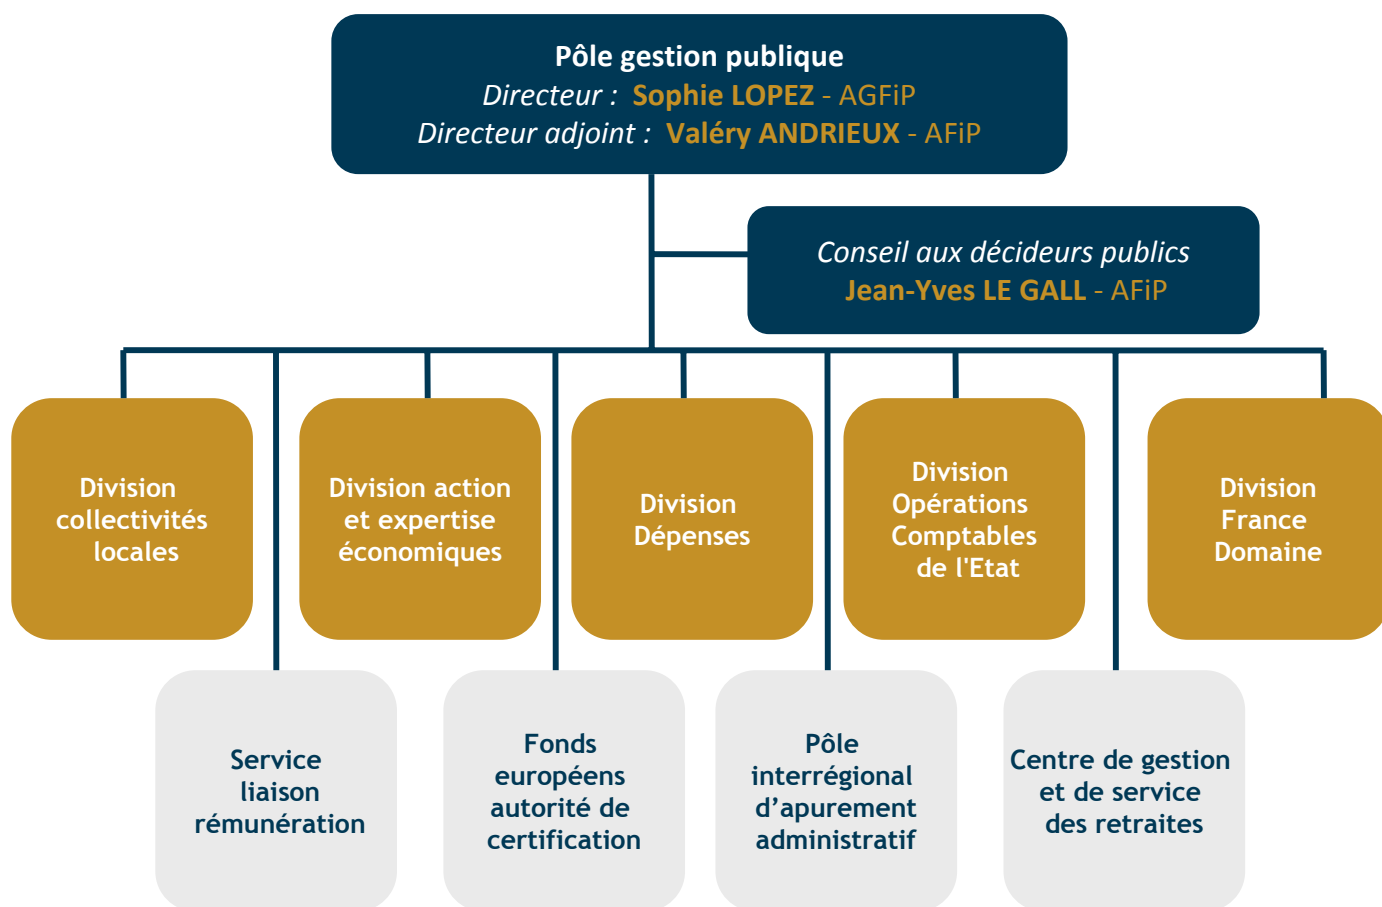 Pôle gestion publique
Directeur : Sophie LOPEZ - AGFiP
Directeur adjoint : Valéry ANDRIEUX - AFiP
Conseil aux décideurs publics
Jean-Yves LE GALL - AFiP
Division
collectivités
locales
Division action
et expertise
économiques
Division
Dépenses
Division
Opérations
Comptables
de l'Etat
Division
France
Domaine
Service
liaison
rémunération
Fonds
européens
autorité de
certification
Pôle
interrégional
d’apurement
administratif
Centre de gestion
et de service
des retraites